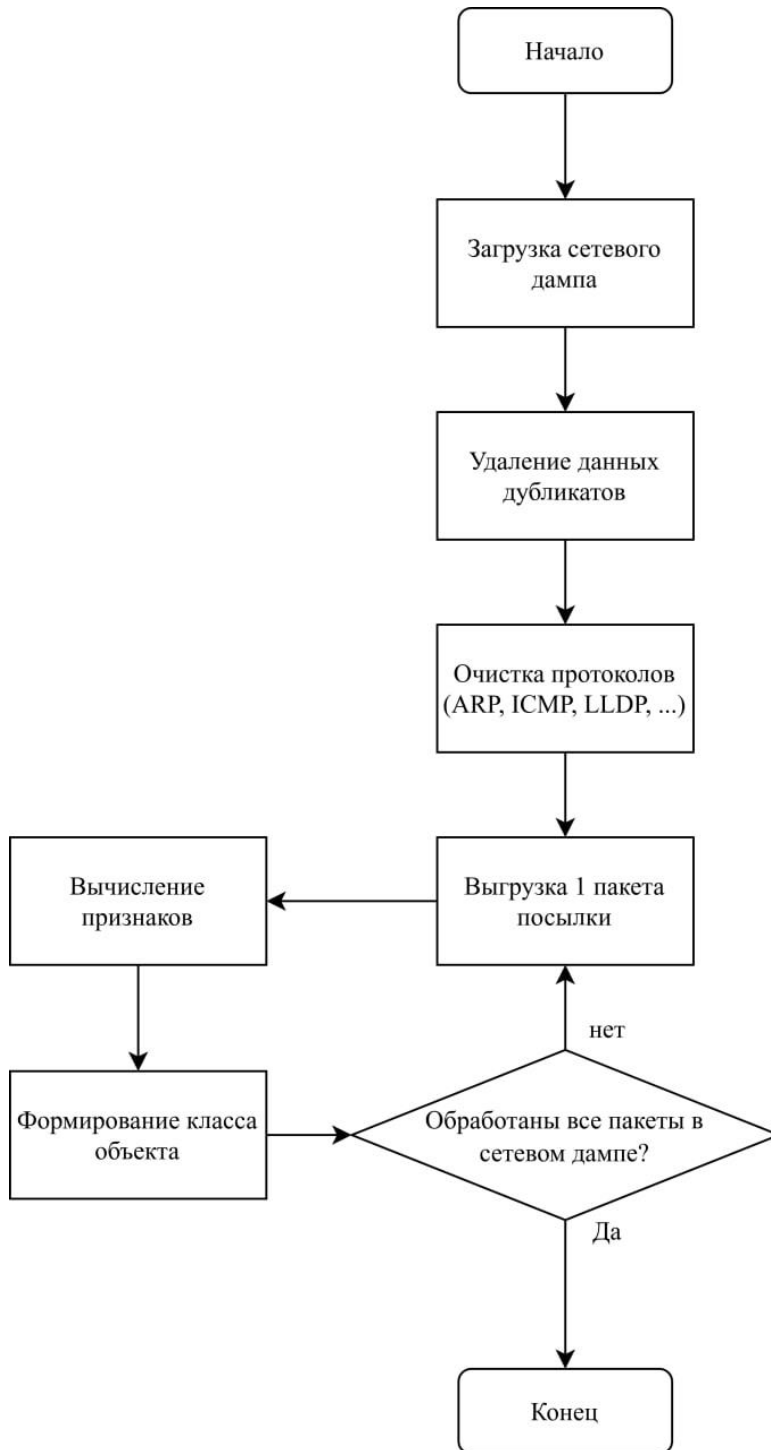 Начало
Загрузка сетевого
дампа
Удаление данных
дубликатов
Очистка протоколов
(ARP, ICMP, LLDP, ...)
Выгрузка 1 пакета
посылки
Вычисление
признаков
Формирование класса
объекта
нет
Обработаны все пакеты в
сетевом дампе?
Да
Конец